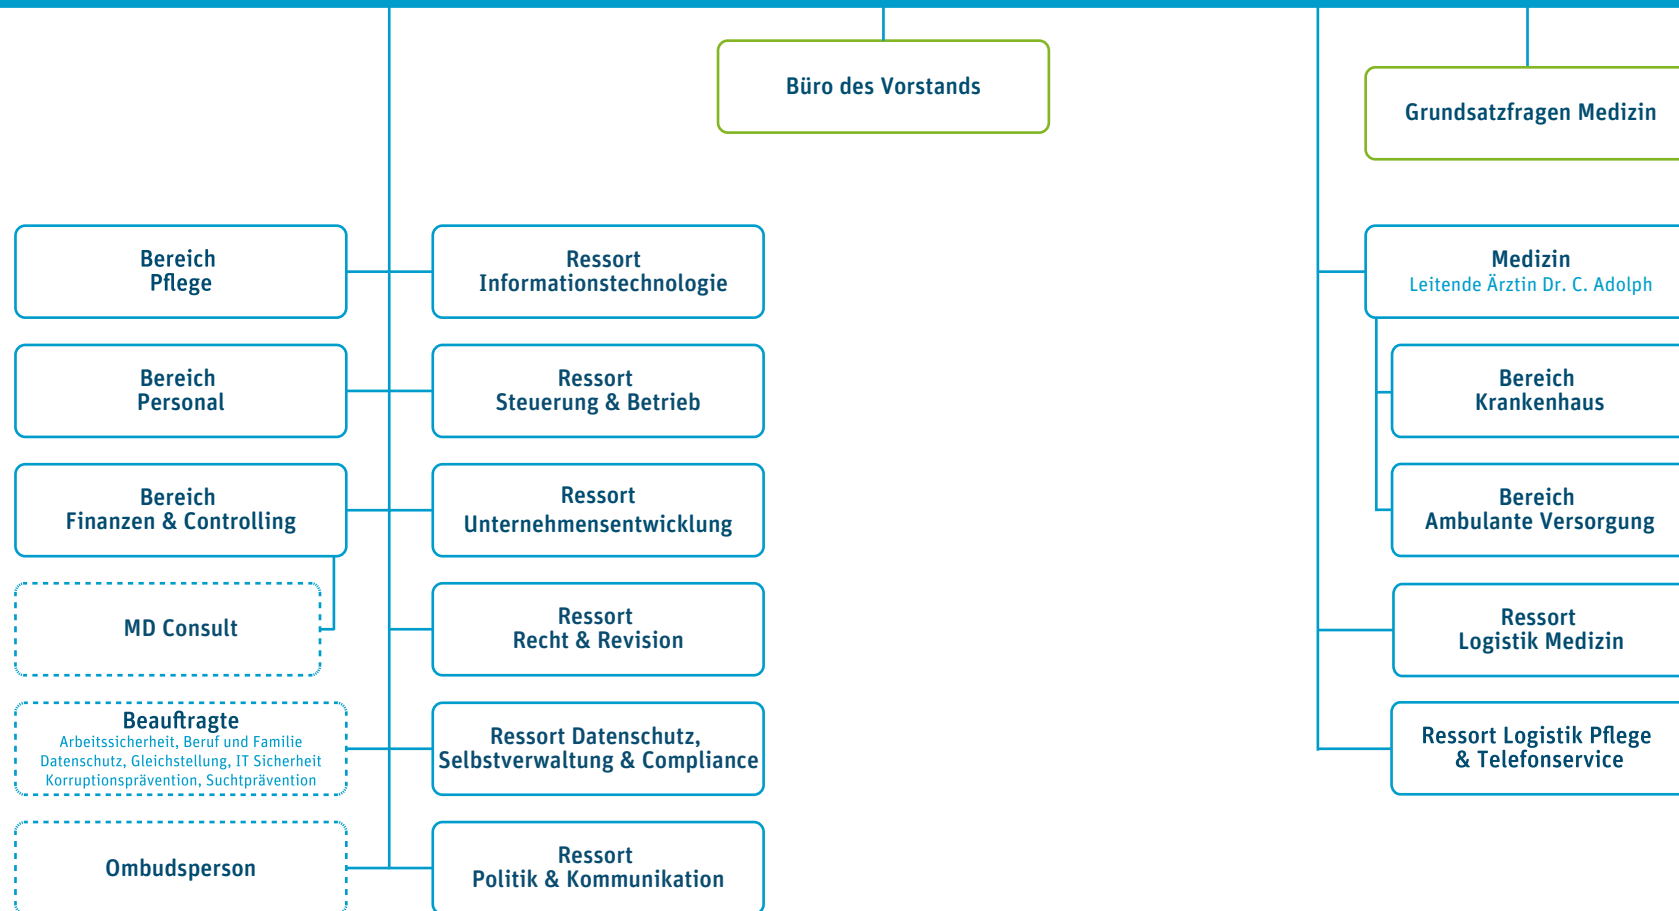 Büro des Vorstands
Grundsatzfragen Medizin
Bereich
Pflege
Ressort
Informationstechnologie
Medizin
Leitende Ärztin Dr. C. Adolph
Bereich
Personal
Ressort
Steuerung & Betrieb
Bereich
Krankenhaus
Bereich
Finanzen & Controlling
Ressort
Unternehmensentwicklung
Bereich
Ambulante Versorgung
MD Consult
Ressort
Recht & Revision
Ressort
Logistik Medizin
Beauftragte
Arbeitssicherheit, Beruf und Familie
Datenschutz, Gleichstellung, IT Sicherheit
Korruptionsprävention, Suchtprävention
Ressort Datenschutz,
Selbstverwaltung & Compliance
Ressort Logistik Pflege
& Telefonservice
Ombudsperson
Ressort
Politik & Kommunikation